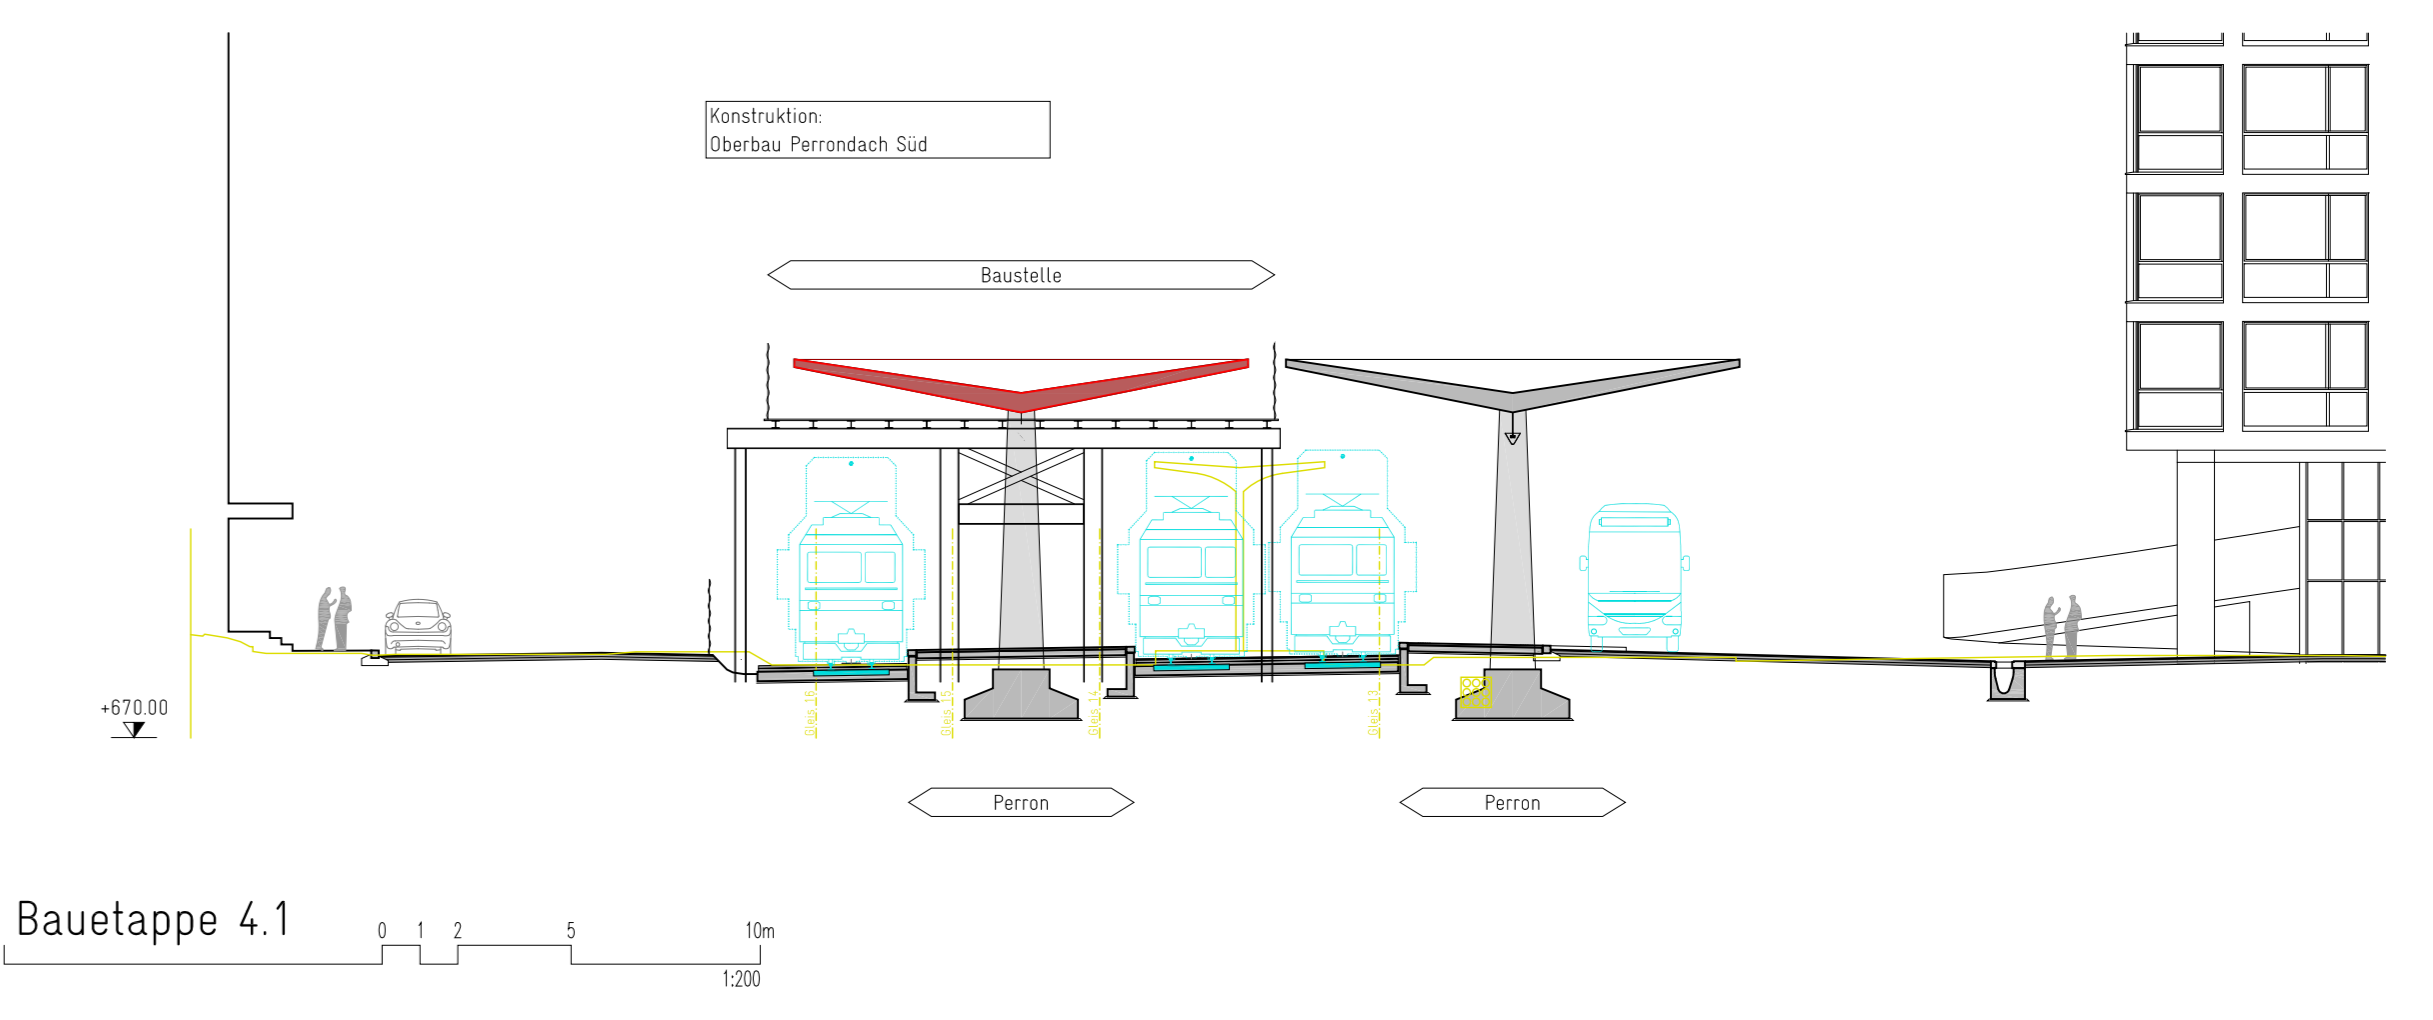 Konstruktion:
Oberbau Perrondach Süd
Baustelle
+670.00
Gleis 16
Gleis 15
Gleis 14
Gleis 13
Perron
Perron
Bauetappe 4.1
0 1 2 5 10m
1:200